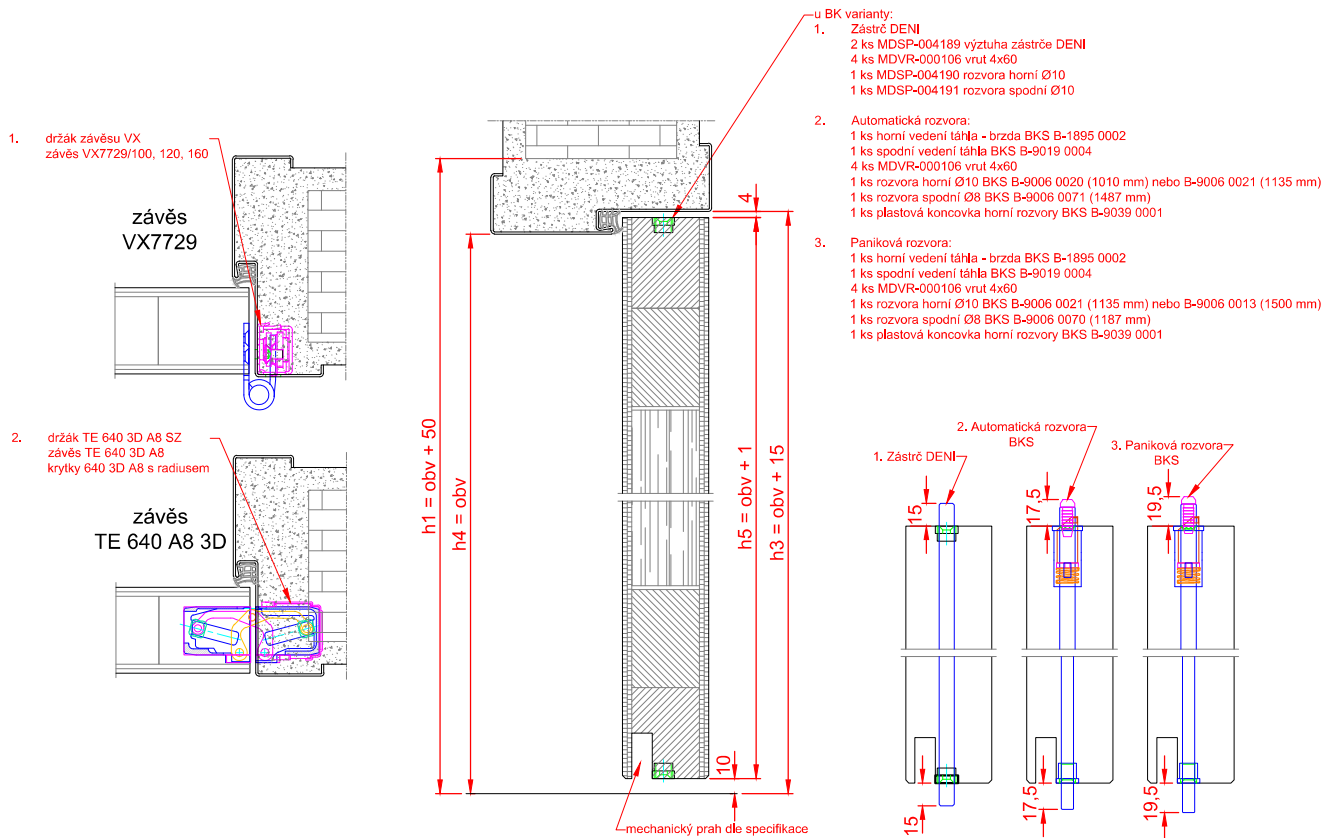 u BK varianty:
1. Zástrč DENI
2 ks MDSP-004189 výztuha zástrče DENI
4 ks MDVR-000106 vrut 4x60
1 ks MDSP-004190 rozvora horní Ø10
1 ks MDSP-004191 rozvora spodní Ø10
2. Automatická rozvora:
1 ks horní vedení táhla - brzda BKS B-1895 0002
1 ks spodní vedení táhla BKS B-9019 0004
4 ks MDVR-000106 vrut 4x60
1 ks rozvora horní Ø10 BKS B-9006 0020 (1010 mm) nebo B-9006 0021 (1135 mm)
1 ks rozvora spodní Ø8 BKS B-9006 0071 (1487 mm)
1 ks plastová koncovka horní rozvory BKS B-9039 0001
3. Paniková rozvora:
1 ks horní vedení táhla - brzda BKS B-1895 0002
1 ks spodní vedení táhla BKS B-9019 0004
4 ks MDVR-000106 vrut 4x60
1 ks rozvora horní Ø10 BKS B-9006 0021 (1135 mm) nebo B-9006 0013 (1500 mm)
1 ks rozvora spodní Ø8 BKS B-9006 0070 (1187 mm)
1 ks plastová koncovka horní rozvory BKS B-9039 0001
1. držák závěsu VX
závěs VX7729/100, 120, 160
závěs
VX7729
2. držák TE 640 3D A8 SZ
závěs TE 640 3D A8
krytky 640 3D A8 s radiusem
závěs
TE 640 A8 3D
h1 = obv + 50
h4 = obv
4
h5 = obv + 1
h3 = obv + 15
10
mechanický prah dle specifikace
1. Zástrč DENI
15
15
2. Automatická rozvora
BKS
17,5
17,5
3. Paniková rozvora
BKS
19,5
19,5